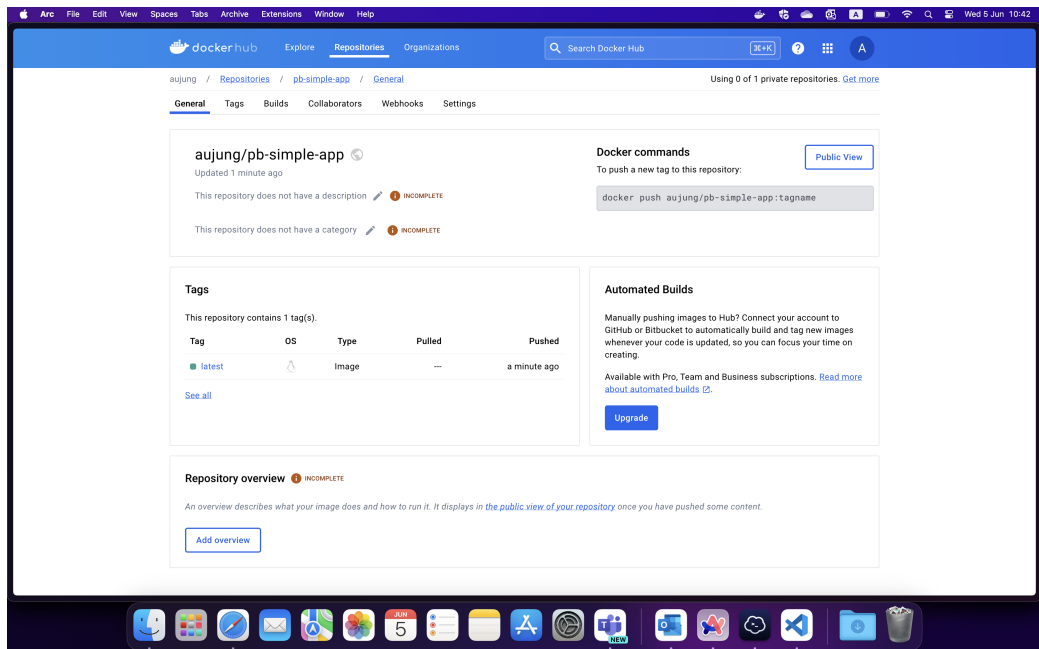 Arc File Edit View Spaces Tabs Archive Extensions Window Help A Wed 5 Jun 10:42
dockerhub Explore Repositories Organizations Search Docker Hub ⌘+K ? A
aujung / Repositories / pb-simple-app / General Using 0 of 1 private repositories. Get more
General Tags Builds Collaborators Webhooks Settings
aujung/pb-simple-app
Updated 1 minute ago
This repository does not have a description INCOMPLETE
This repository does not have a category INCOMPLETE
Docker commands
Public View
To push a new tag to this repository:
docker push aujung/pb-simple-app:tagname
Tags
This repository contains 1 tag(s).
Tag OS Type Pulled Pushed
latest Image --- a minute ago
See all
Automated Builds
Manually pushing images to Hub? Connect your account to
GitHub or Bitbucket to automatically build and tag new images
whenever your code is updated, so you can focus your time on
creating.
Available with Pro, Team and Business subscriptions. Read more
about automated builds.
Upgrade
Repository overview INCOMPLETE
An overview describes what your image does and how to run it. It displays in the public view of your repository once you have pushed some content.
Add overview
JUN
5
NEW